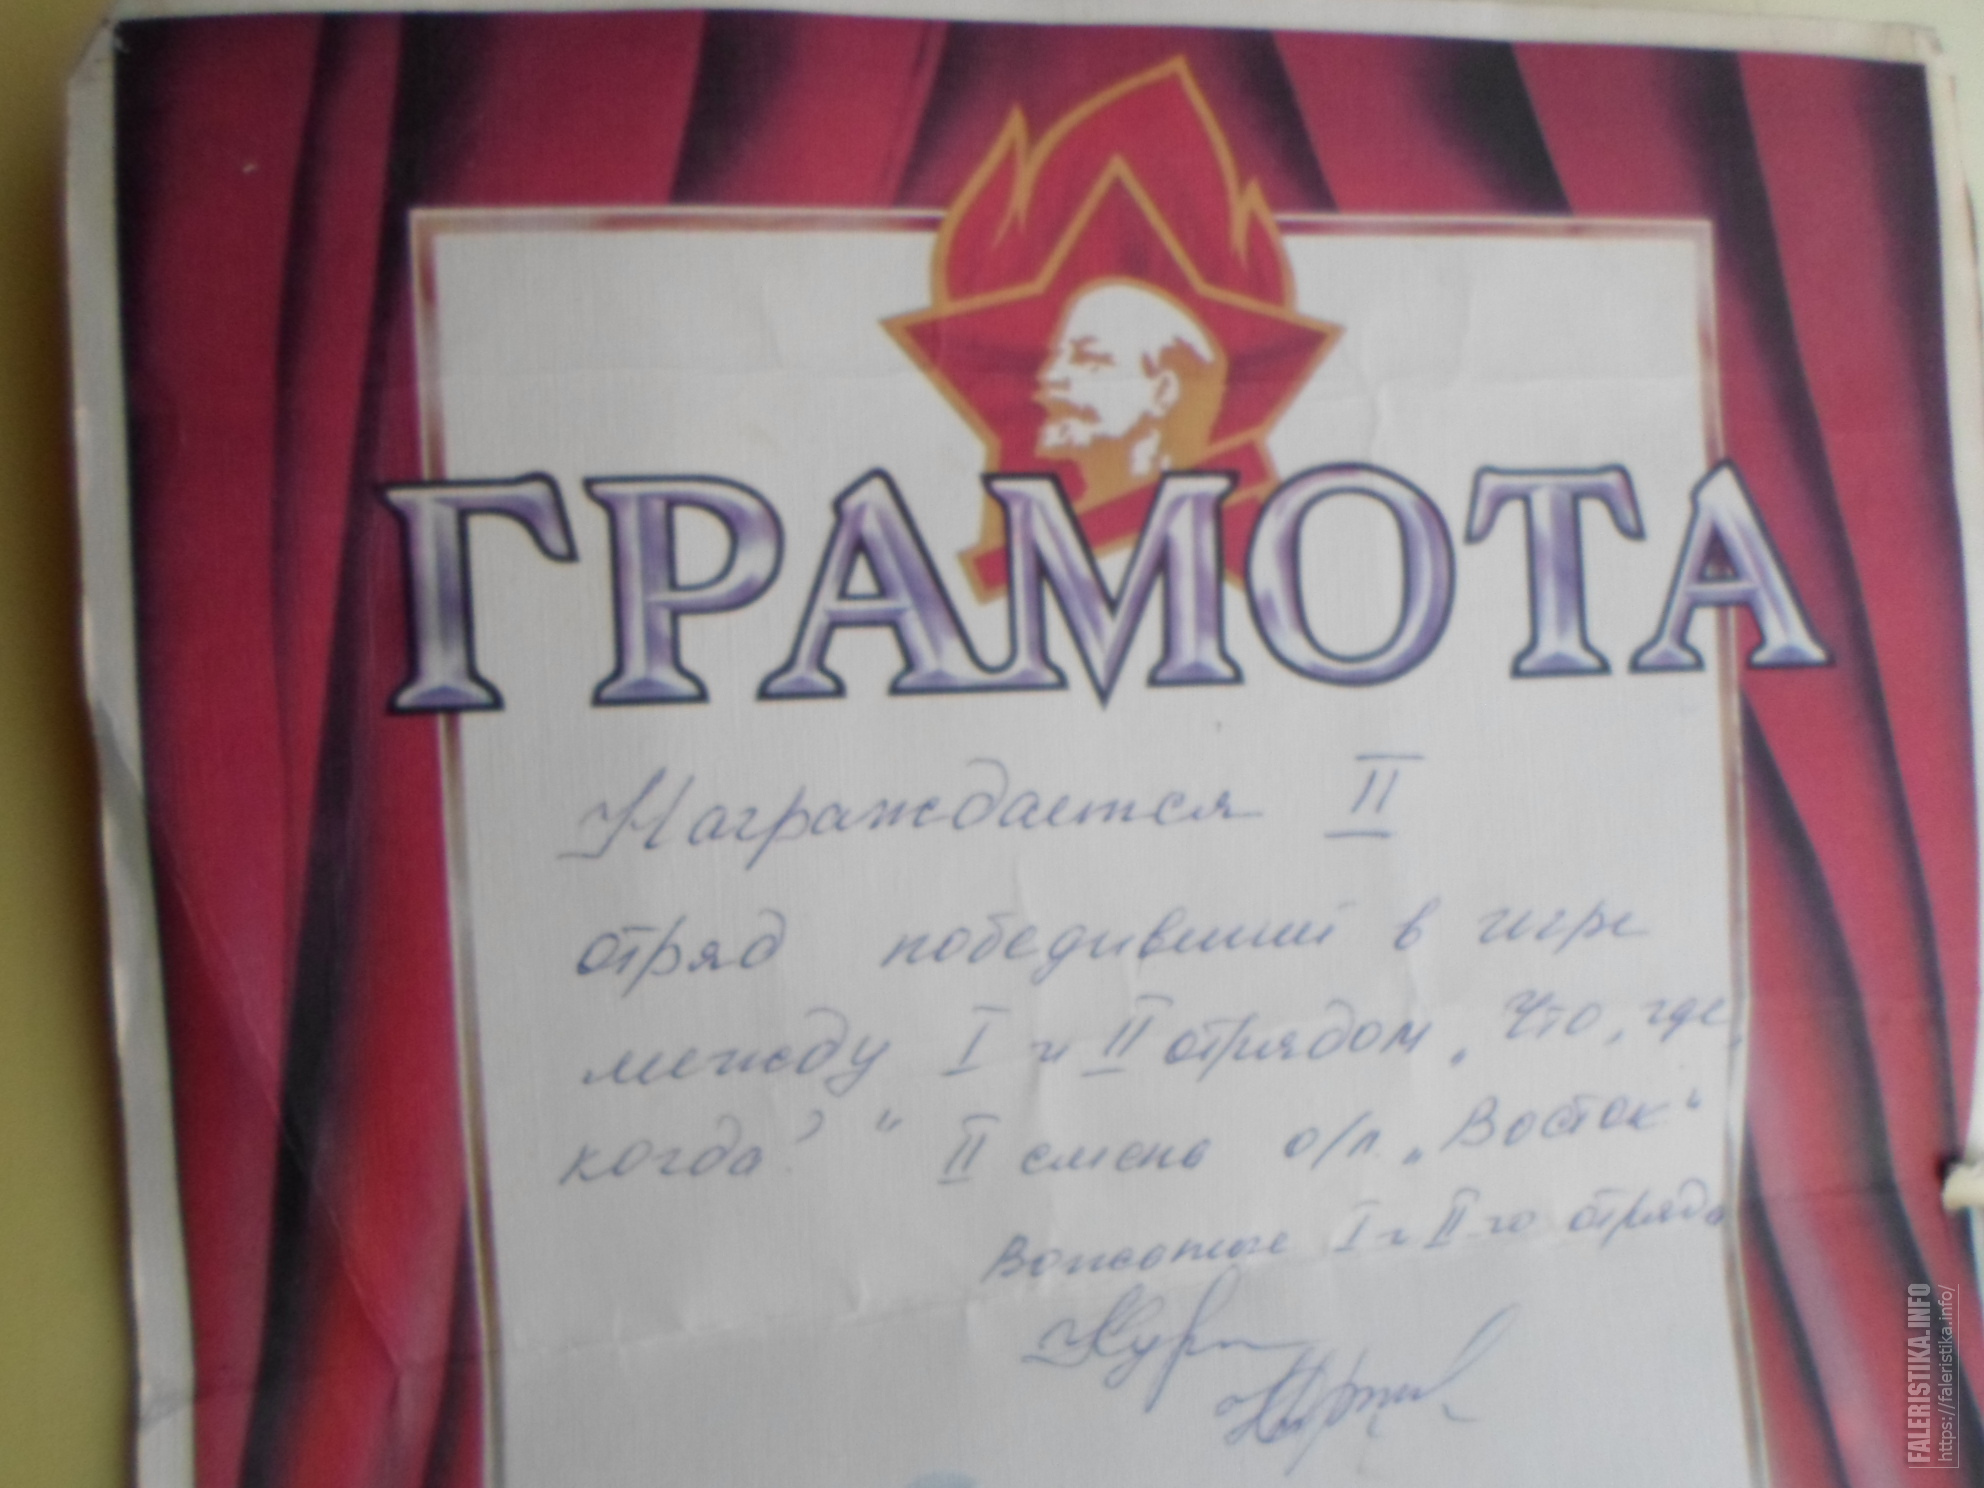 ГРАМОТА
Награждается II
отряд победивший в игре
между I и II отрядом „Что, где,
когда?“ II смена о/л „Восток“
Вожатые I и II-го отряда
FALERISTIKA.INFO
https://faleristika.info/